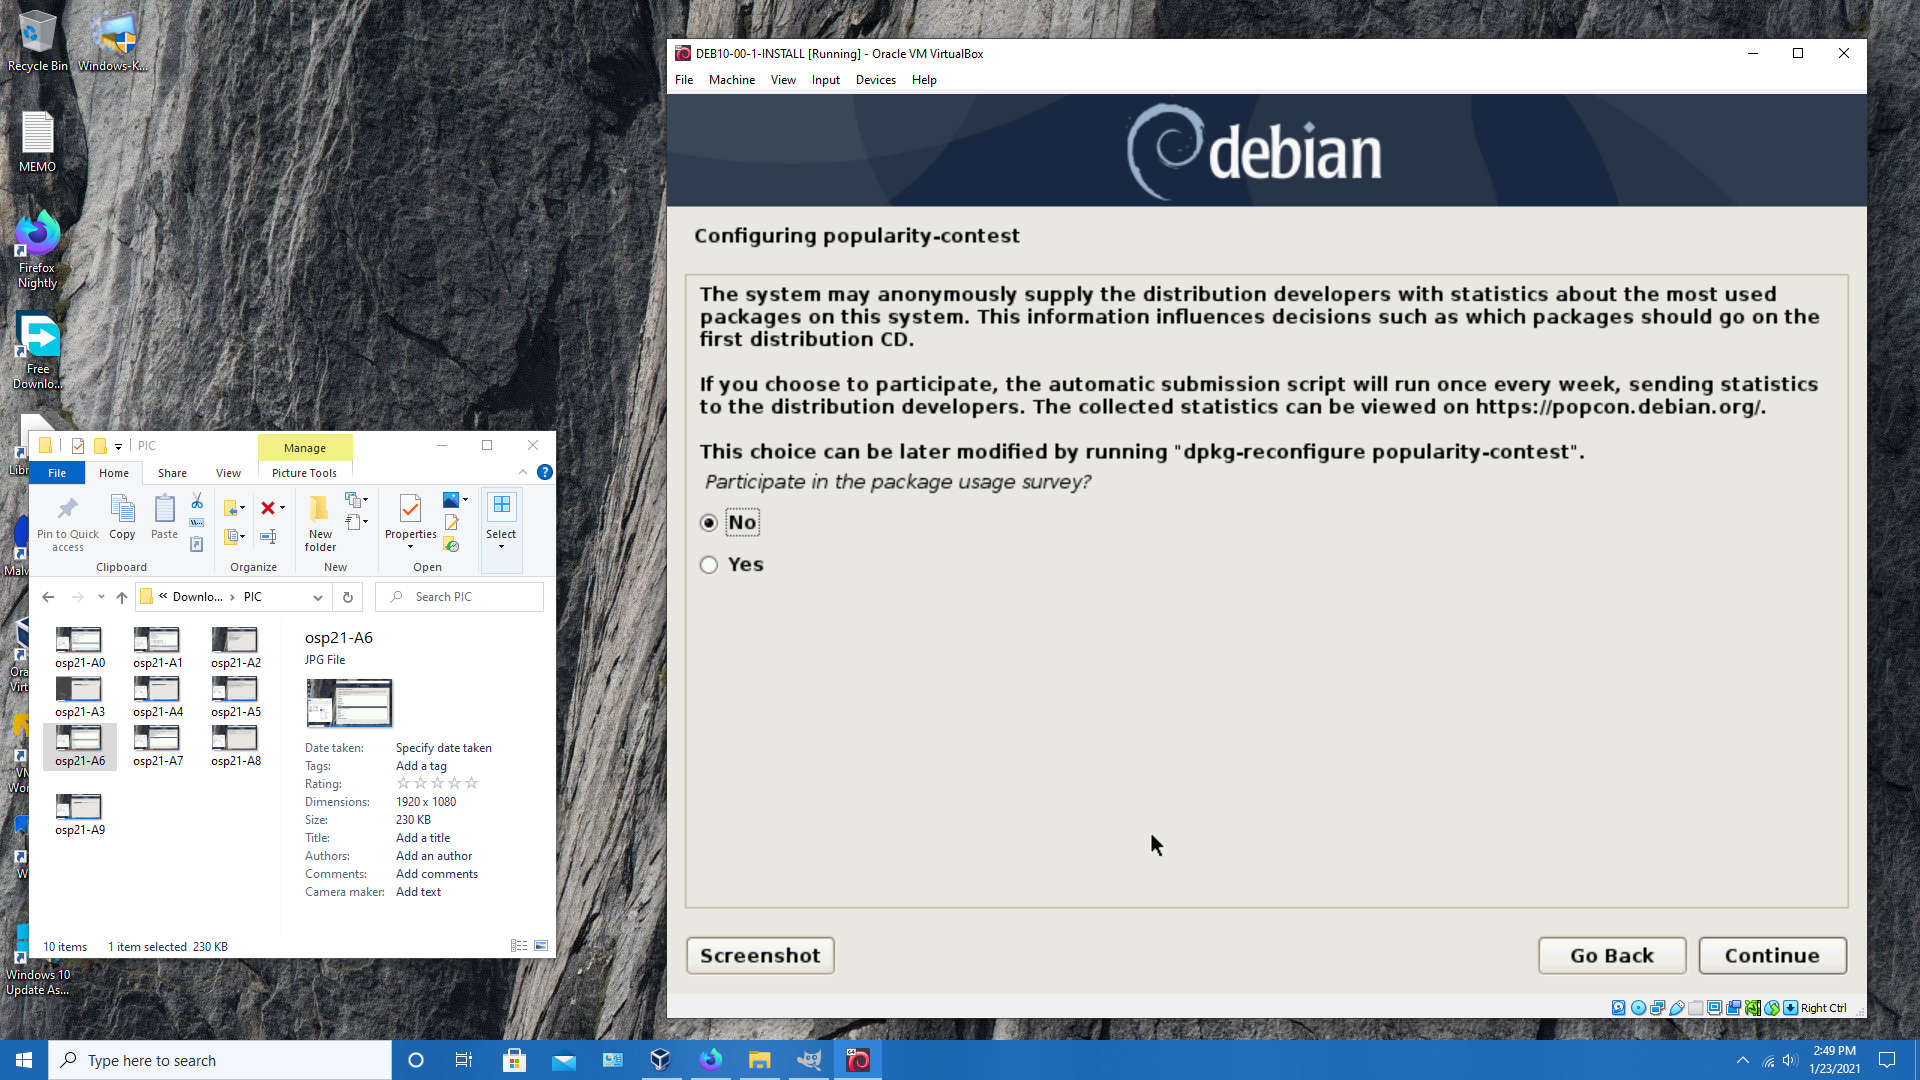 Recycle Bin
Windows-K...
MEMO
Firefox
Nightly
Free
Downlo...
PIC
Manage
File
Home
Share
View
Picture Tools
Pin to Quick
access
Copy
Paste
New
folder
Properties
Select
Clipboard
Organize
New
Open
« Downlo... › PIC
Search PIC
osp21-A0
osp21-A1
osp21-A2
osp21-A3
osp21-A4
osp21-A5
osp21-A6
osp21-A7
osp21-A8
osp21-A9
osp21-A6
JPG File
Date taken: Specify date taken
Tags: Add a tag
Rating:
Dimensions: 1920 x 1080
Size: 230 KB
Title: Add a title
Authors: Add an author
Comments: Add comments
Camera maker: Add text
10 items 1 item selected 230 KB
Windows 10
Update As...
DEB10-00-1-INSTALL [Running] - Oracle VM VirtualBox
File Machine View Input Devices Help
debian
Configuring popularity-contest
The system may anonymously supply the distribution developers with statistics about the most used
packages on this system. This information influences decisions such as which packages should go on the
first distribution CD.
If you choose to participate, the automatic submission script will run once every week, sending statistics
to the distribution developers. The collected statistics can be viewed on https://popcon.debian.org/.
This choice can be later modified by running "dpkg-reconfigure popularity-contest".
Participate in the package usage survey?
No
Yes
Screenshot
Go Back
Continue
Right Ctrl
Type here to search
2:49 PM
1/23/2021